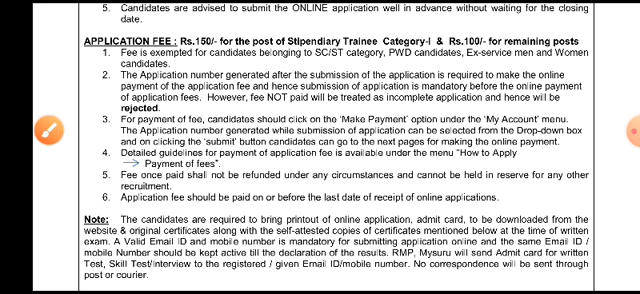 5. Candidates are advised to submit the ONLINE application well in advance without waiting for the closing
date.
APPLICATION FEE : Rs.150/- for the post of Stipendiary Trainee Category-I & Rs.100/- for remaining posts
1. Fee is exempted for candidates belonging to SC/ST category, PWD candidates, Ex-service men and Women
candidates.
2. The Application number generated after the submission of the application is required to make the online
payment of the application fee and hence submission of application is mandatory before the online payment
of application fees. However, fee NOT paid will be treated as incomplete application and hence will be
rejected.
3. For payment of fee, candidates should click on the 'Make Payment' option under the 'My Account' menu.
The Application number generated while submission of application can be selected from the Drop-down box
and on clicking the 'submit' button candidates can go to the next pages for making the online payment.
4. Detailed guidelines for payment of application fee is available under the menu "How to Apply
→ Payment of fees".
5. Fee once paid shall not be refunded under any circumstances and cannot be held in reserve for any other
recruitment.
6. Application fee should be paid on or before the last date of receipt of online applications.
Note: The candidates are required to bring printout of online application, admit card, to be downloaded from the
website & original certificates along with the self-attested copies of certificates mentioned below at the time of written
exam. A Valid Email ID and mobile number is mandatory for submitting application online and the same Email ID /
mobile Number should be kept active till the declaration of the results. RMP, Mysuru will send Admit card for written
Test, Skill Test/interview to the registered / given Email ID/mobile number. No correspondence will be sent through
post or courier.